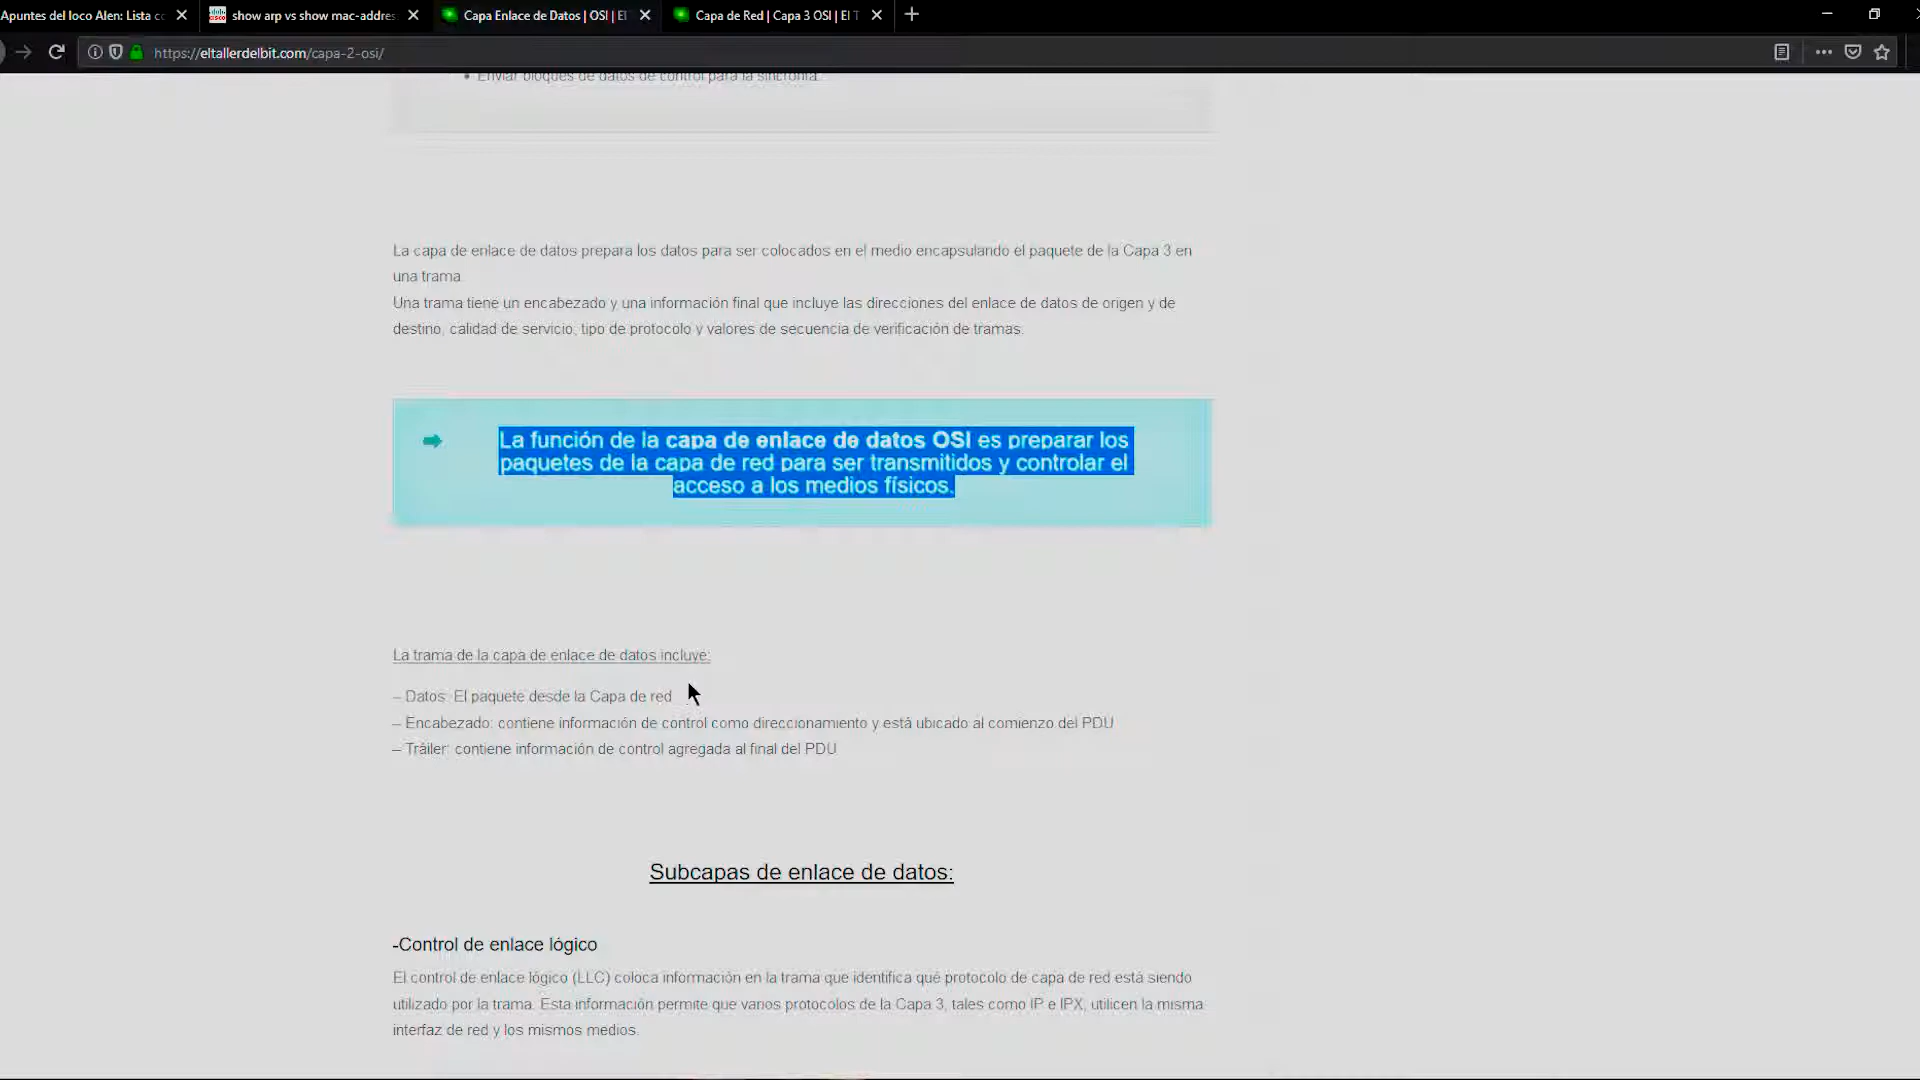 Apuntes del loco Alen: Lista co
show arp vs show mac-addres
Capa Enlace de Datos | OSI | El
Capa de Red | Capa 3 OSI | El T
https://eltallerdelbit.com/capa-2-osi/
• Enviar bloques de datos de control para la sincronía.
La capa de enlace de datos prepara los datos para ser colocados en el medio encapsulando el paquete de la Capa 3 en
una trama.
Una trama tiene un encabezado y una información final que incluye las direcciones del enlace de datos de origen y de
destino, calidad de servicio, tipo de protocolo y valores de secuencia de verificación de tramas.
La función de la capa de enlace de datos OSI es preparar los
paquetes de la capa de red para ser transmitidos y controlar el
acceso a los medios físicos.
La trama de la capa de enlace de datos incluye:
– Datos: El paquete desde la Capa de red
– Encabezado: contiene información de control como direccionamiento y está ubicado al comienzo del PDU
– Tráiler: contiene información de control agregada al final del PDU
Subcapas de enlace de datos:
-Control de enlace lógico
El control de enlace lógico (LLC) coloca información en la trama que identifica qué protocolo de capa de red está siendo
utilizado por la trama. Esta información permite que varios protocolos de la Capa 3, tales como IP e IPX, utilicen la misma
interfaz de red y los mismos medios.